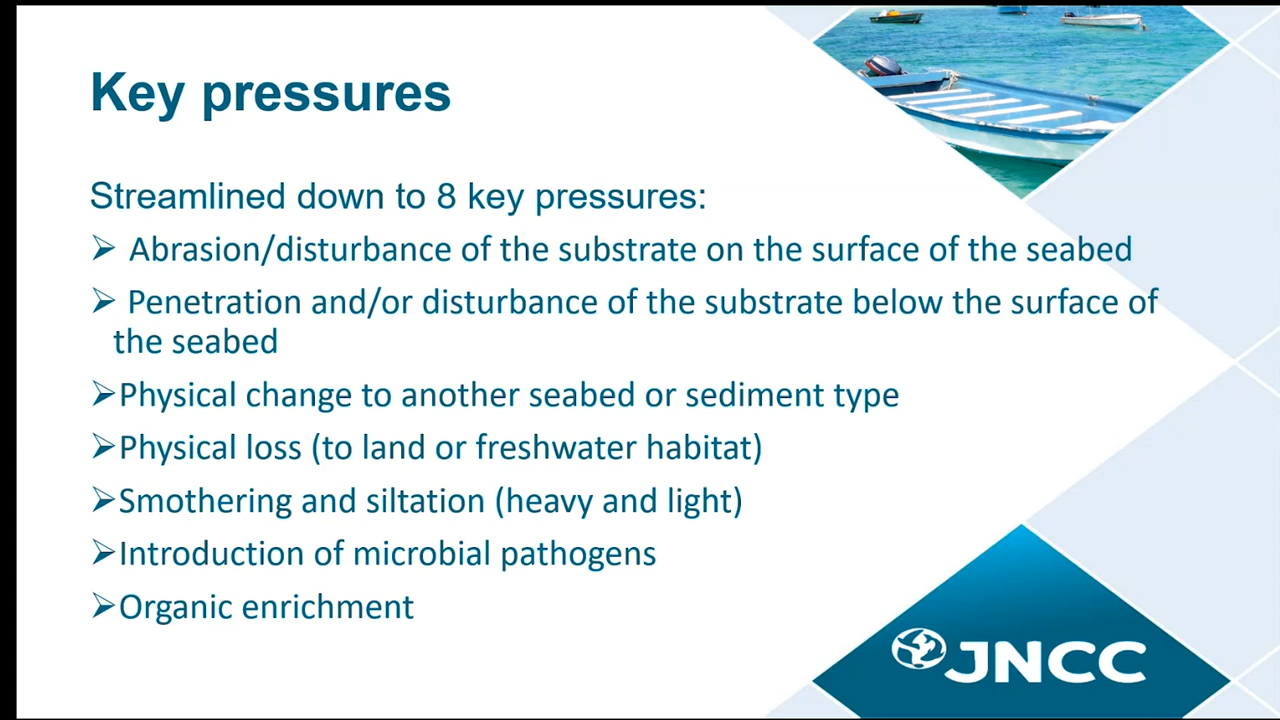 Key pressures
Streamlined down to 8 key pressures:
➢ Abrasion/disturbance of the substrate on the surface of the seabed
➢ Penetration and/or disturbance of the substrate below the surface of
the seabed
➢Physical change to another seabed or sediment type
➢Physical loss (to land or freshwater habitat)
➢Smothering and siltation (heavy and light)
➢Introduction of microbial pathogens
➢Organic enrichment
JNCC